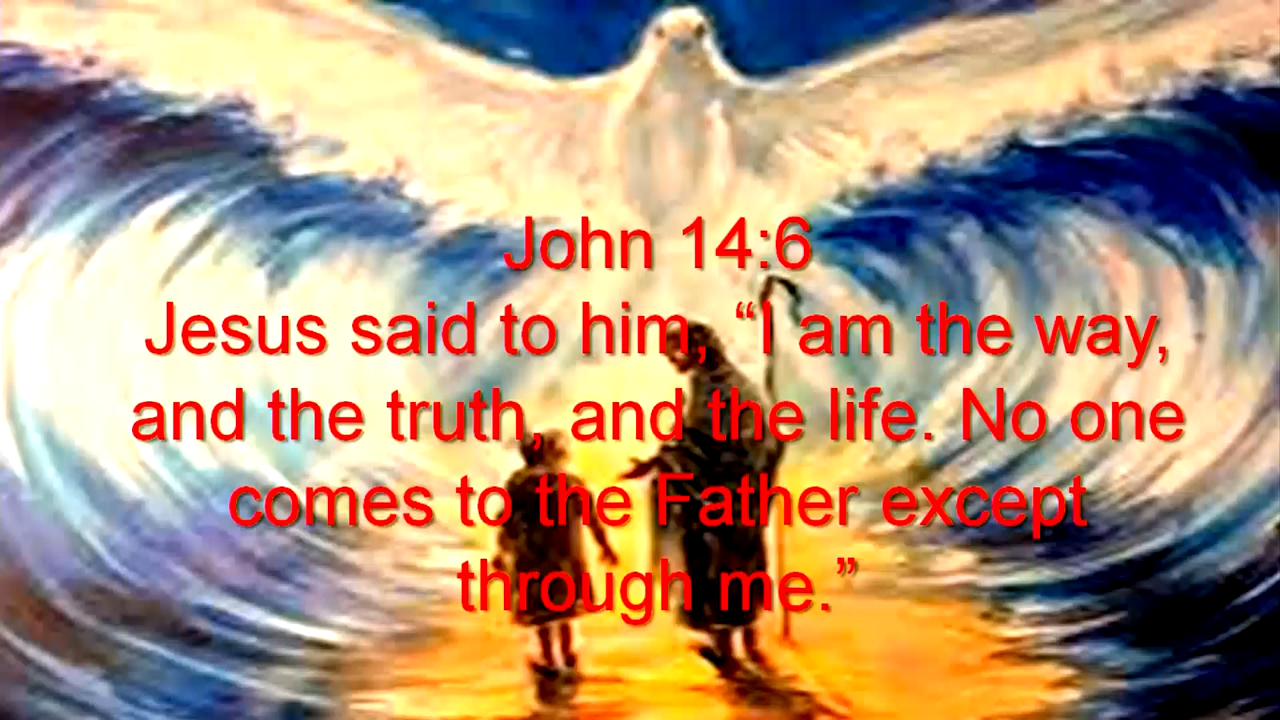 John 14:6
Jesus said to him, “I am the way,
and the truth, and the life. No one
comes to the Father except
through me.”